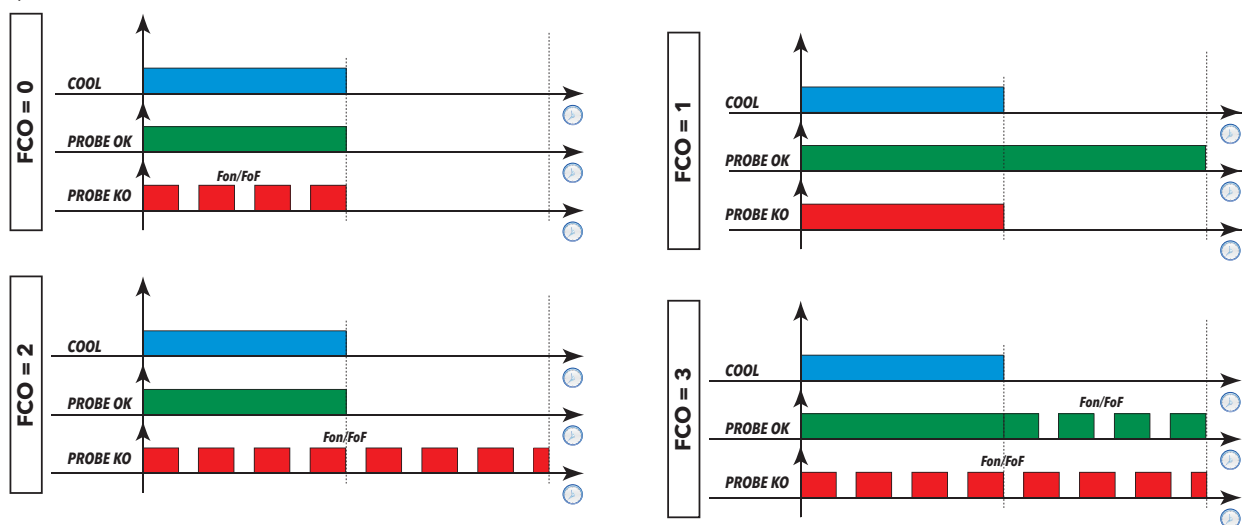 FCO = 0
COOL
PROBE OK
Fon/FoF
PROBE KO
FCO = 1
COOL
PROBE OK
PROBE KO
FCO = 2
COOL
PROBE OK
Fon/FoF
PROBE KO
FCO = 3
COOL
Fon/FoF
PROBE OK
Fon/FoF
PROBE KO